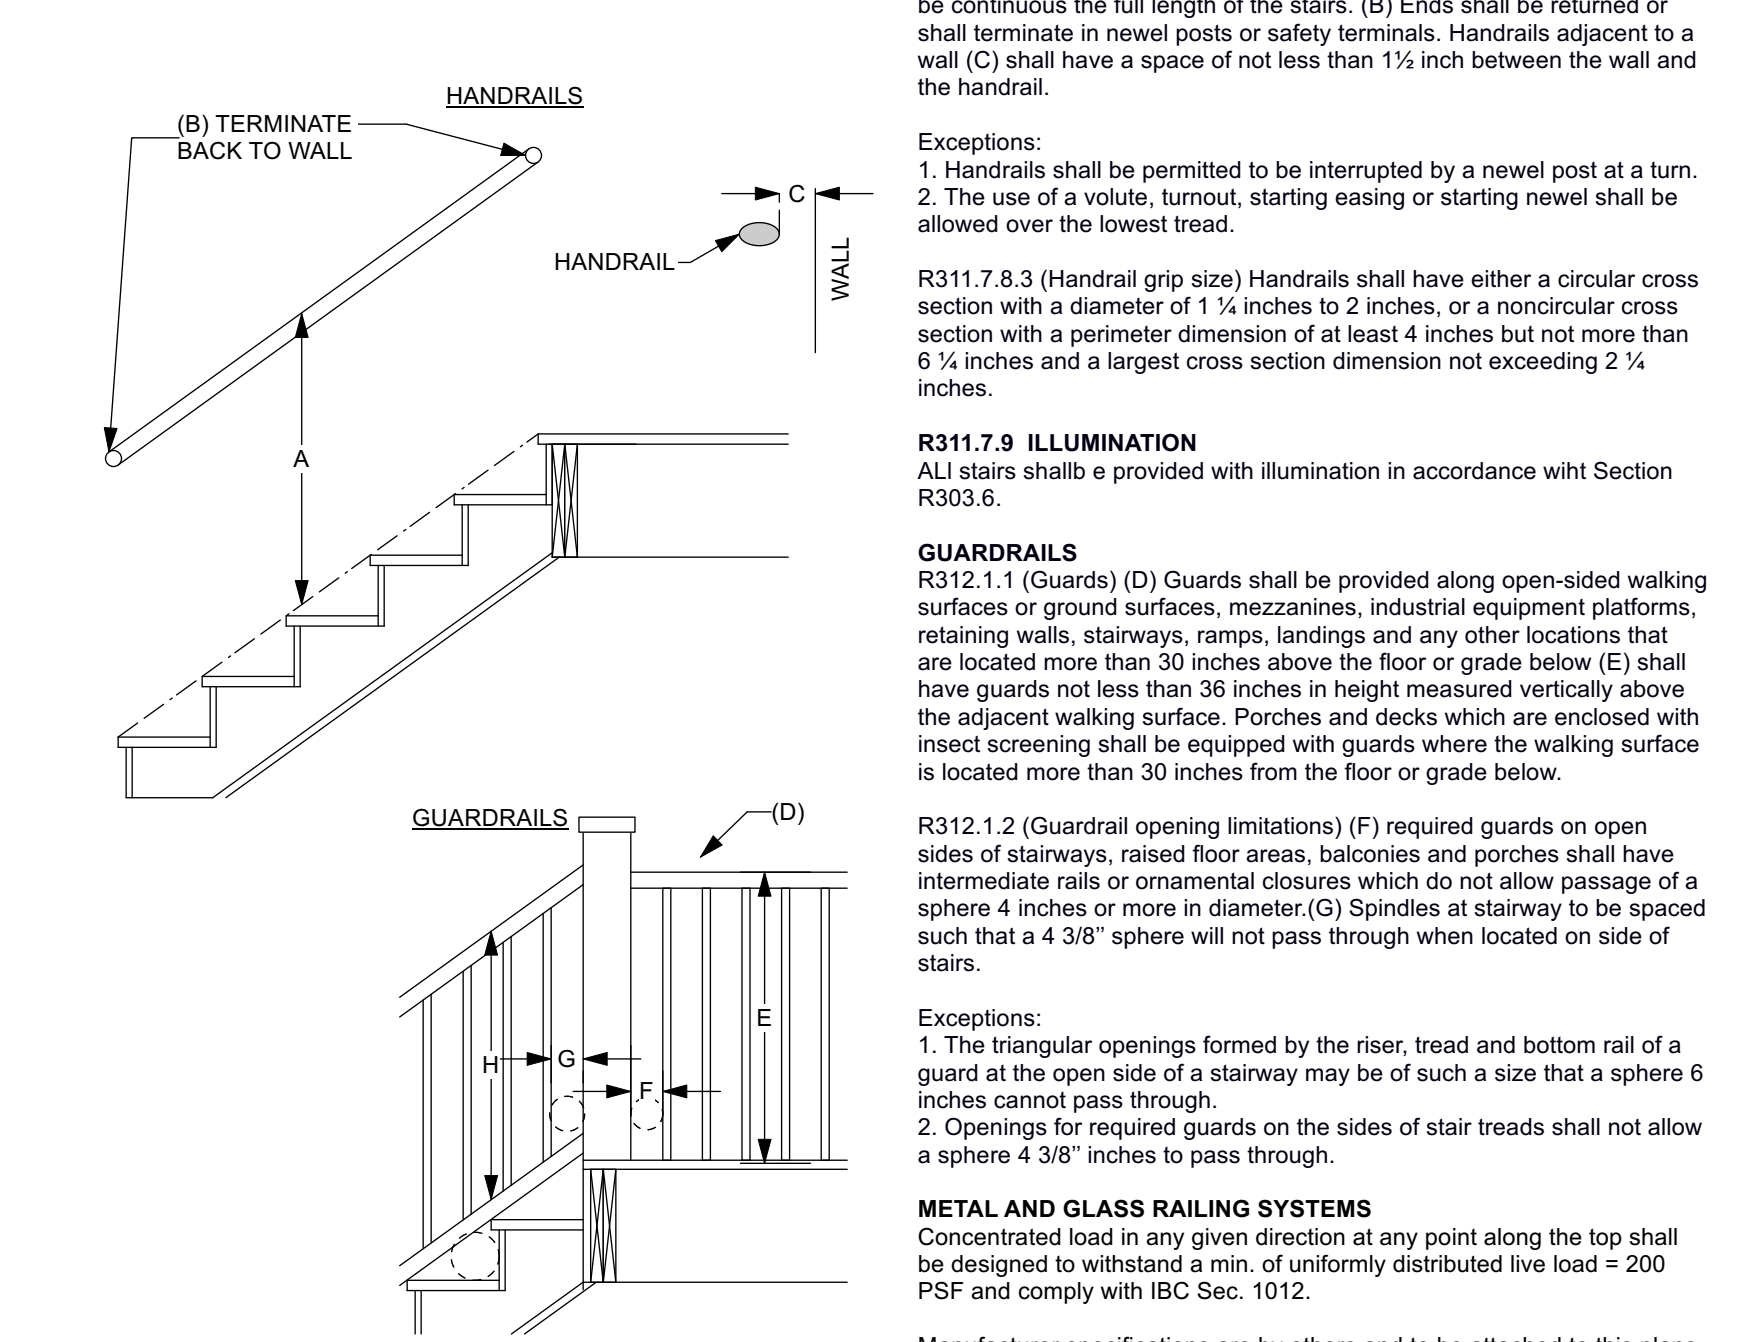 HANDRAILS
(B) TERMINATE
BACK TO WALL
C
HANDRAIL
WALL
A
GUARDRAILS
(D)
E
G
H
F
be continuous the full length of the stairs. (B) Ends shall be returned or
shall terminate in newel posts or safety terminals. Handrails adjacent to a
wall (C) shall have a space of not less than 1½ inch between the wall and
the handrail.
Exceptions:
1. Handrails shall be permitted to be interrupted by a newel post at a turn.
2. The use of a volute, turnout, starting easing or starting newel shall be
allowed over the lowest tread.
R311.7.8.3 (Handrail grip size) Handrails shall have either a circular cross
section with a diameter of 1 ¼ inches to 2 inches, or a noncircular cross
section with a perimeter dimension of at least 4 inches but not more than
6 ¼ inches and a largest cross section dimension not exceeding 2 ¼
inches.
R311.7.9 ILLUMINATION
ALl stairs shallb e provided with illumination in accordance wiht Section
R303.6.
GUARDRAILS
R312.1.1 (Guards) (D) Guards shall be provided along open-sided walking
surfaces or ground surfaces, mezzanines, industrial equipment platforms,
retaining walls, stairways, ramps, landings and any other locations that
are located more than 30 inches above the floor or grade below (E) shall
have guards not less than 36 inches in height measured vertically above
the adjacent walking surface. Porches and decks which are enclosed with
insect screening shall be equipped with guards where the walking surface
is located more than 30 inches from the floor or grade below.
R312.1.2 (Guardrail opening limitations) (F) required guards on open
sides of stairways, raised floor areas, balconies and porches shall have
intermediate rails or ornamental closures which do not allow passage of a
sphere 4 inches or more in diameter.(G) Spindles at stairway to be spaced
such that a 4 3/8” sphere will not pass through when located on side of
stairs.
Exceptions:
1. The triangular openings formed by the riser, tread and bottom rail of a
guard at the open side of a stairway may be of such a size that a sphere 6
inches cannot pass through.
2. Openings for required guards on the sides of stair treads shall not allow
a sphere 4 3/8” inches to pass through.
METAL AND GLASS RAILING SYSTEMS
Concentrated load in any given direction at any point along the top shall
be designed to withstand a min. of uniformly distributed live load = 200
PSF and comply with IBC Sec. 1012.
Manufacturer specifications are by others and to be attached to this plans